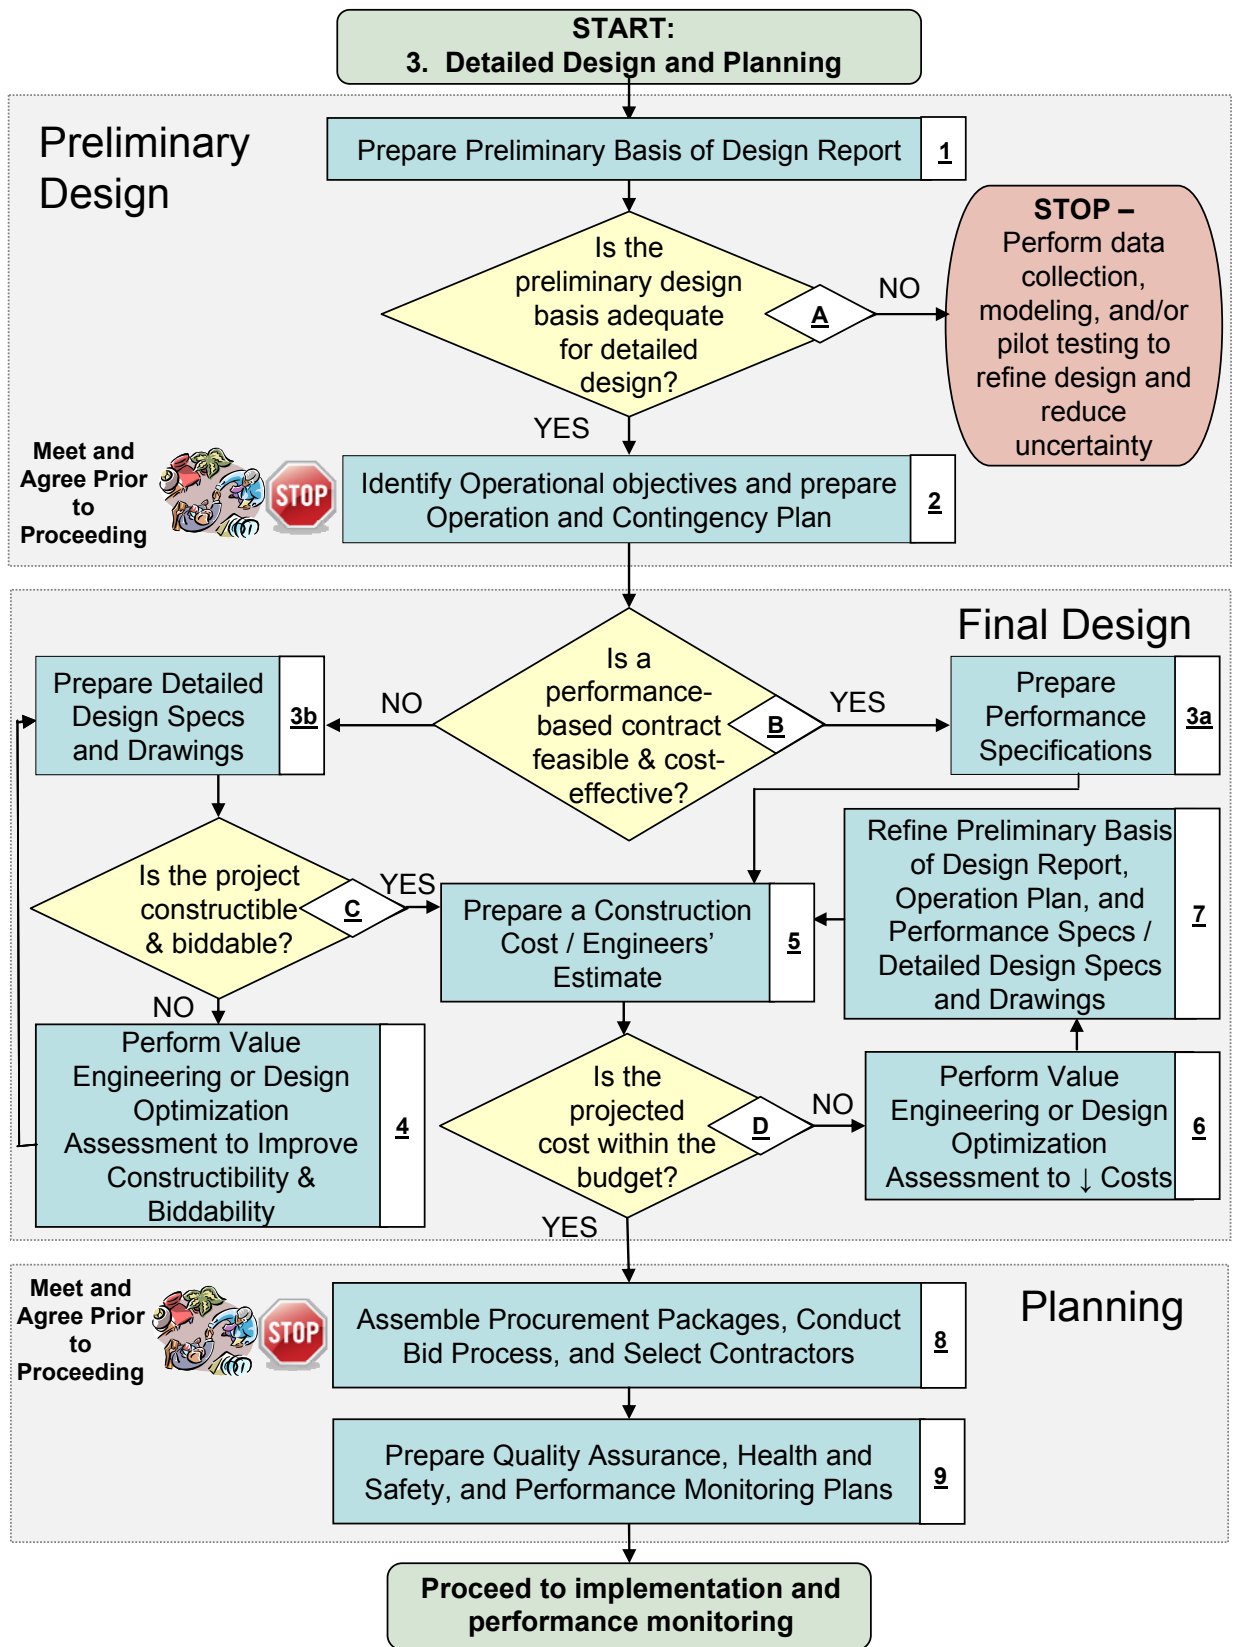 START:
3. Detailed Design and Planning
Preliminary
Design
Prepare Preliminary Basis of Design Report
1
Is the
preliminary design
basis adequate
for detailed
design?
A
NO
STOP –
Perform data
collection,
modeling, and/or
pilot testing to
refine design and
reduce
uncertainty
YES
Meet and
Agree Prior
to
Proceeding
STOP
Identify Operational objectives and prepare
Operation and Contingency Plan
2
Final Design
Is a
performance-
based contract
feasible & cost-
effective?
B
NO
YES
Prepare Detailed
Design Specs
and Drawings
3b
Prepare
Performance
Specifications
3a
Is the project
constructible
& biddable?
C
YES
NO
Prepare a Construction
Cost / Engineers’
Estimate
5
Refine Preliminary Basis
of Design Report,
Operation Plan, and
Performance Specs /
Detailed Design Specs
and Drawings
7
Perform Value
Engineering or Design
Optimization
Assessment to Improve
Constructibility &
Biddability
4
Is the
projected
cost within the
budget?
D
NO
YES
Perform Value
Engineering or Design
Optimization
Assessment to ↓ Costs
6
Planning
Meet and
Agree Prior
to
Proceeding
STOP
Assemble Procurement Packages, Conduct
Bid Process, and Select Contractors
8
Prepare Quality Assurance, Health and
Safety, and Performance Monitoring Plans
9
Proceed to implementation and
performance monitoring